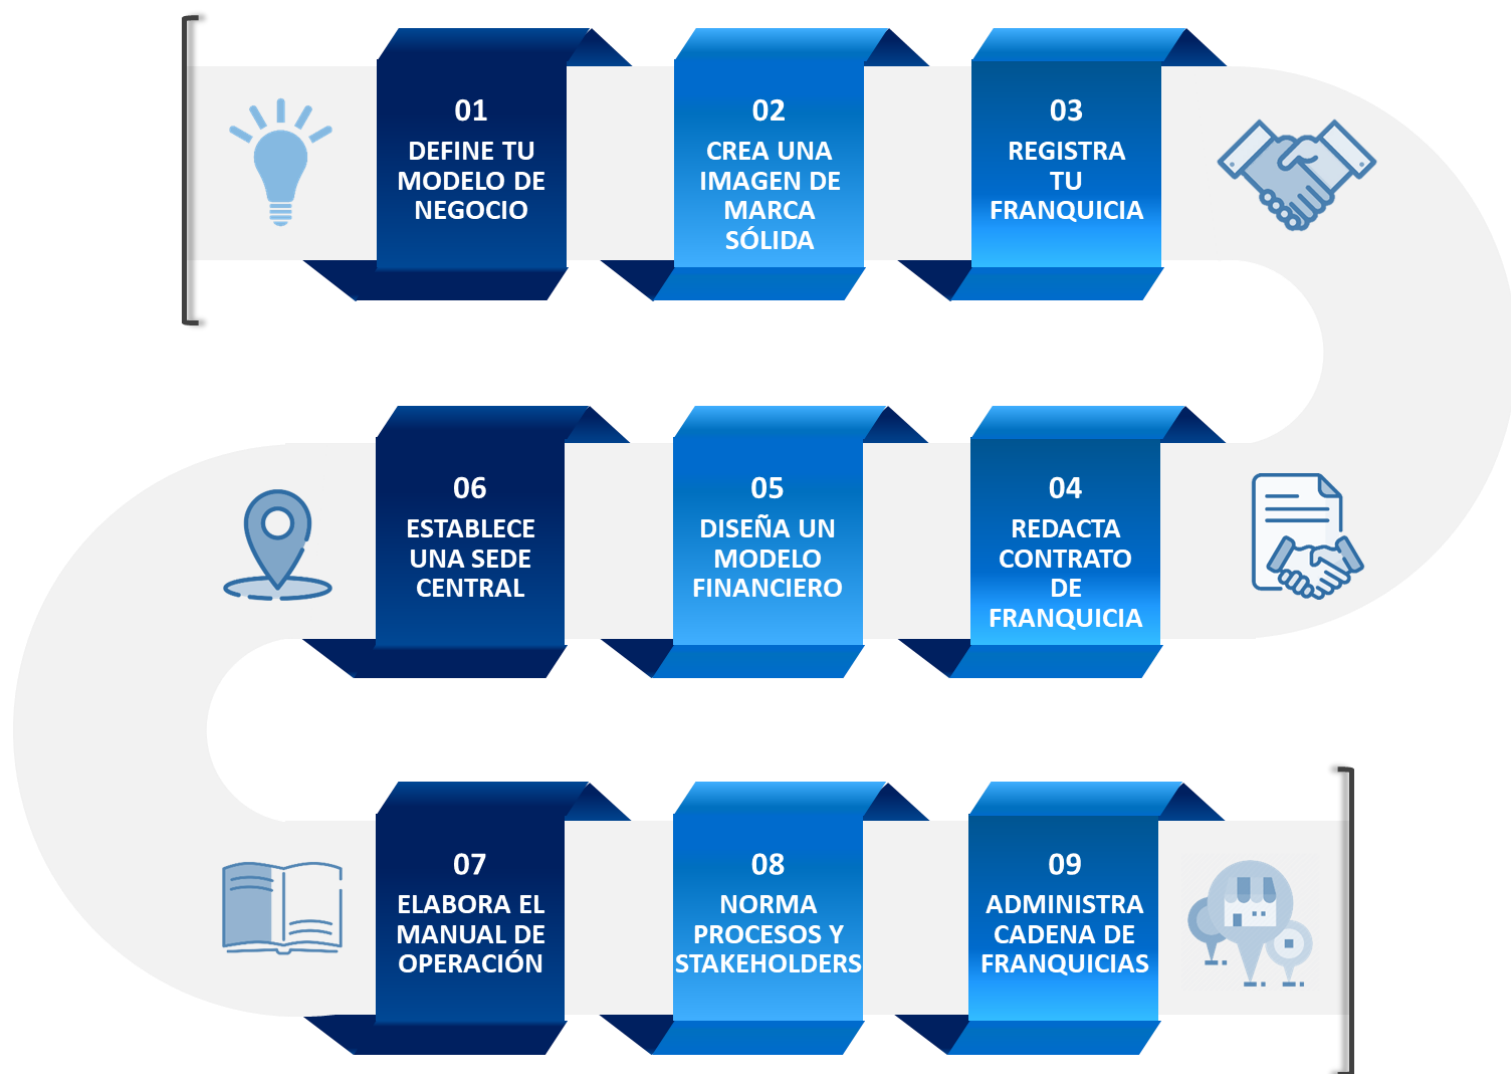 01
DEFINE TU
MODELO DE
NEGOCIO
02
CREA UNA
IMAGEN DE
MARCA
SÓLIDA
03
REGISTRA
TU
FRANQUICIA
04
REDACTA
CONTRATO
DE
FRANQUICIA
05
DISEÑA UN
MODELO
FINANCIERO
06
ESTABLECE
UNA SEDE
CENTRAL
07
ELABORA EL
MANUAL DE
OPERACIÓN
08
NORMA
PROCESOS Y
STAKEHOLDERS
09
ADMINISTRA
CADENA DE
FRANQUICIAS